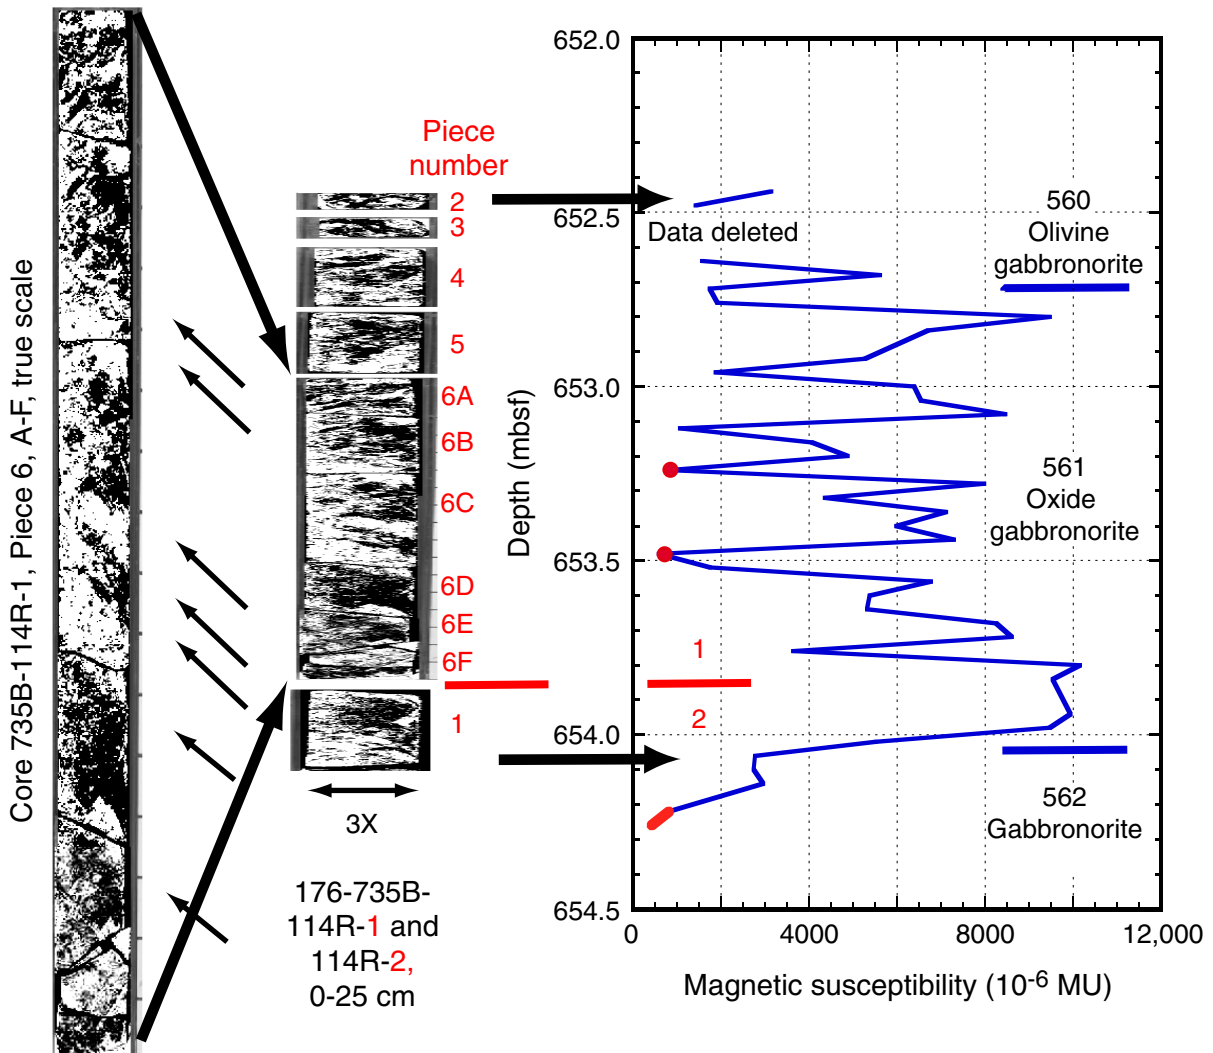 Core 735B-114R-1, Piece 6, A-F, true scale
Piece
number
2
3
4
5
6A
6B
6C
6D
6E
6F
1
3X
176-735B-
114R-1 and
114R-2,
0-25 cm
Depth (mbsf)
652.0
652.5
653.0
653.5
654.0
654.5
Data deleted
560
Olivine
gabbronorite
561
Oxide
gabbronorite
1
2
562
Gabbronorite
0
4000
8000
12,000
Magnetic susceptibility (10-6 MU)